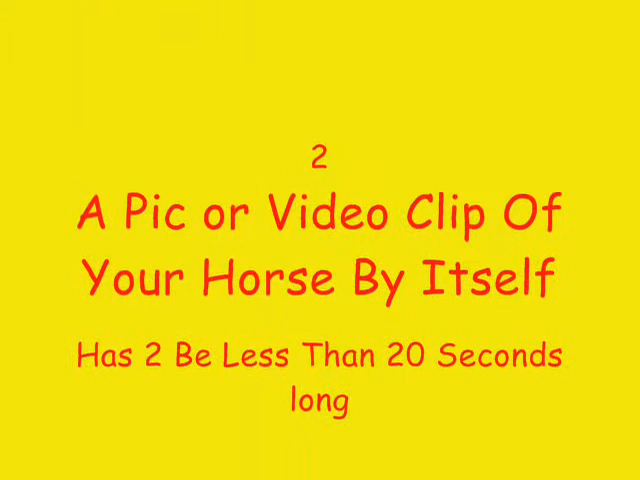 2
A Pic or Video Clip Of
Your Horse By Itself
Has 2 Be Less Than 20 Seconds
long